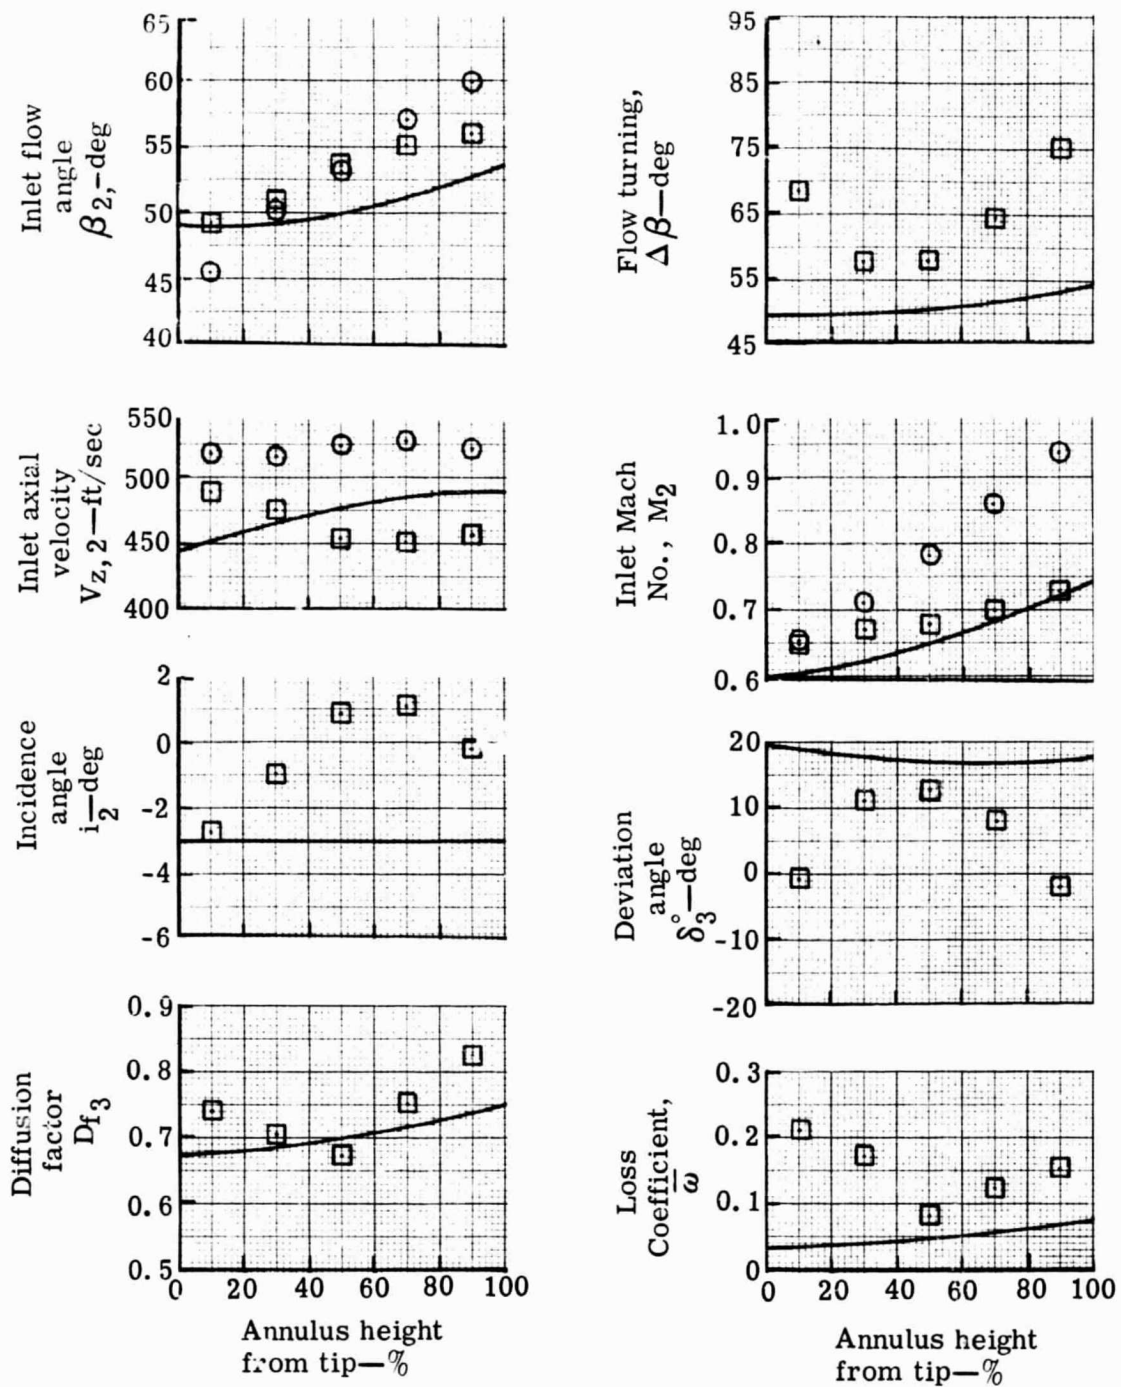 Inlet flow
angle
β2,–deg
65
60
55
50
45
40
Flow turning,
Δβ—deg
95
85
75
65
55
45
Inlet axial
velocity
Vz, 2—ft/sec
550
500
450
400
Inlet Mach
No., M2
1.0
0.9
0.8
0.7
0.6
Incidence
angle
i2—deg
2
0
-2
-4
-6
Deviation
angle
δ°3—deg
20
10
0
-10
-20
Diffusion
factor
Df3
0.9
0.8
0.7
0.6
0.5
0 20 40 60 80 100
Annulus height
from tip—%
Loss
Coefficient,
ω̅
0.3
0.2
0.1
0
0 20 40 60 80 100
Annulus height
from tip—%